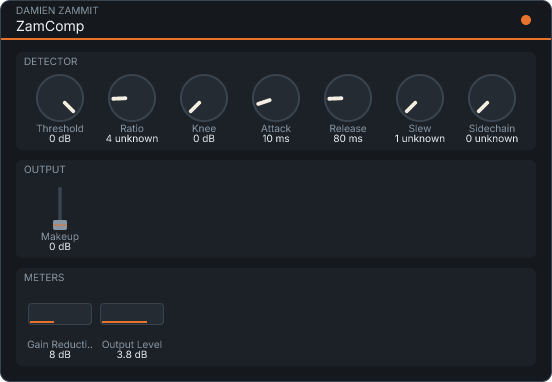 DAMIEN ZAMMIT
ZamComp
DETECTOR
Threshold Ratio Knee Attack Release Slew Sidechain
0 dB 4 unknown 0 dB 10 ms 80 ms 1 unknown 0 unknown
OUTPUT
Makeup
0 dB
METERS
Gain Reducti.. Output Level
8 dB 3.8 dB